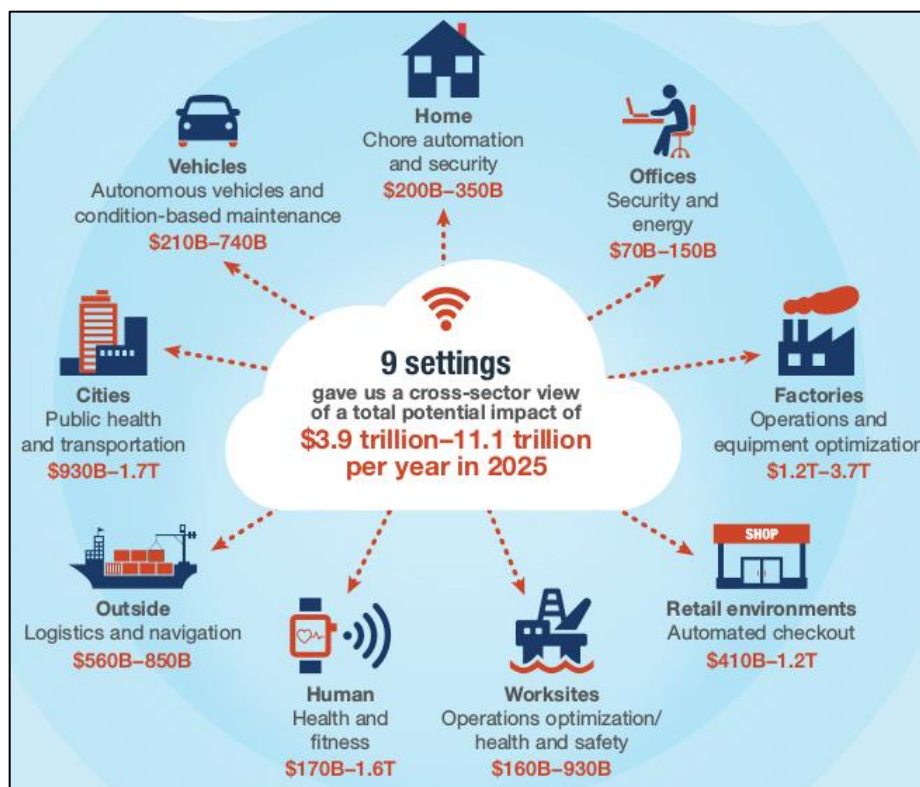 Home
Chore automation
and security
$200B–350B
Vehicles
Autonomous vehicles and
condition-based maintenance
$210B–740B
Offices
Security and
energy
$70B–150B
9 settings
gave us a cross-sector view
of a total potential impact of
$3.9 trillion–11.1 trillion
per year in 2025
Cities
Public health
and transportation
$930B–1.7T
Factories
Operations and
equipment optimization
$1.2T–3.7T
Outside
Logistics and navigation
$560B–850B
SHOP
Retail environments
Automated checkout
$410B–1.2T
Human
Health and
fitness
$170B–1.6T
Worksites
Operations optimization/
health and safety
$160B–930B